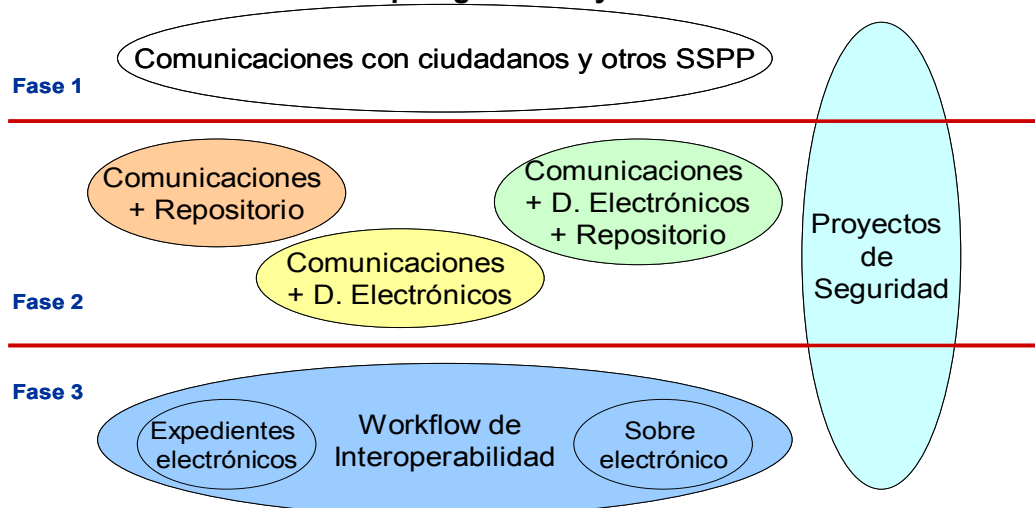 Comunicaciones con ciudadanos y otros SSPP
Fase 1
Comunicaciones
+ Repositorio
Comunicaciones
+ D. Electrónicos
+ Repositorio
Comunicaciones
+ D. Electrónicos
Fase 2
Proyectos
de
Seguridad
Fase 3
Expedientes
electrónicos
Workflow de
Interoperabilidad
Sobre
electrónico